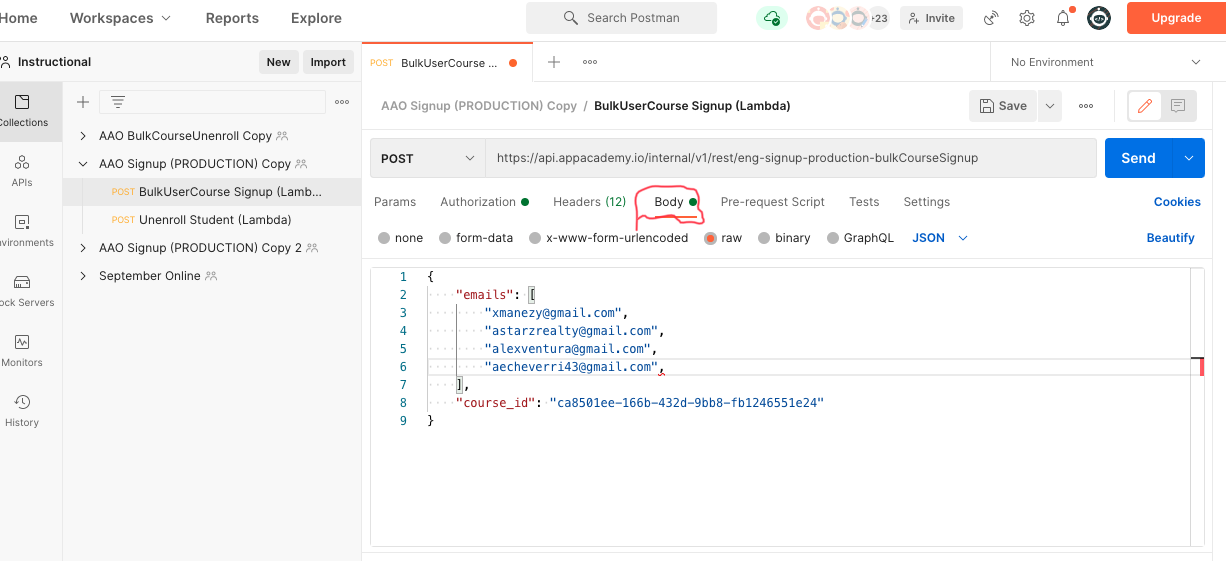 Home Workspaces Reports Explore Search Postman +23 Invite Upgrade
Instructional New Import POST BulkUserCourse ... No Environment
Collections
AAO Signup (PRODUCTION) Copy / BulkUserCourse Signup (Lambda) Save
AAO BulkCourseUnenroll Copy
AAO Signup (PRODUCTION) Copy POST https://api.appacademy.io/internal/v1/rest/eng-signup-production-bulkCourseSignup Send
APIs
POST BulkUserCourse Signup (Lamb...
Params Authorization Headers (12) Body Pre-request Script Tests Settings Cookies
POST Unenroll Student (Lambda)
nvironments
none form-data x-www-form-urlencoded raw binary GraphQL JSON Beautify
AAO Signup (PRODUCTION) Copy 2
September Online
ock Servers
Monitors
History
1 {
2 "emails": [
3 "xmanezy@gmail.com",
4 "astarzrealty@gmail.com",
5 "alexventura@gmail.com",
6 "aecheverri43@gmail.com",
7 ],
8 "course_id": "ca8501ee-166b-432d-9bb8-fb1246551e24"
9 }